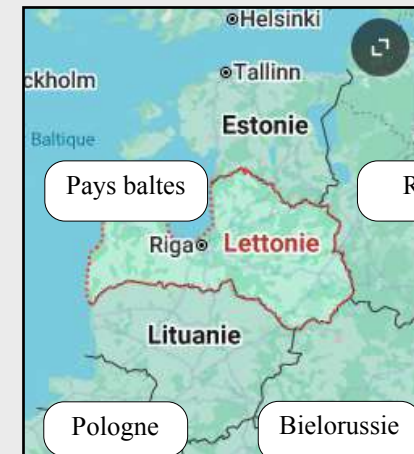 Helsinki
ckholm
Tallinn
Estonie
Baltique
Pays baltes
R
Riga Lettonie
Lituanie
Pologne
Bielorussie